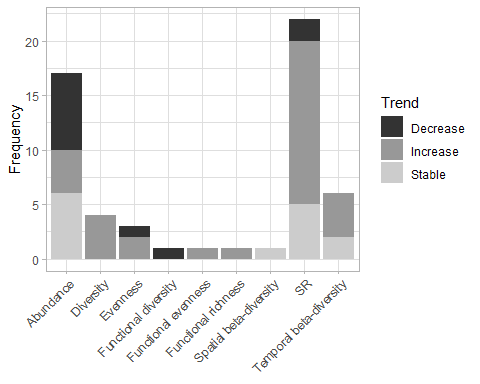 Frequency
20
15
10
5
0
Abundance
Diversity
Evenness
Functional diversity
Functional evenness
Functional richness
Spatial beta-diversity
SR
Temporal beta-diversity
Trend
Decrease
Increase
Stable